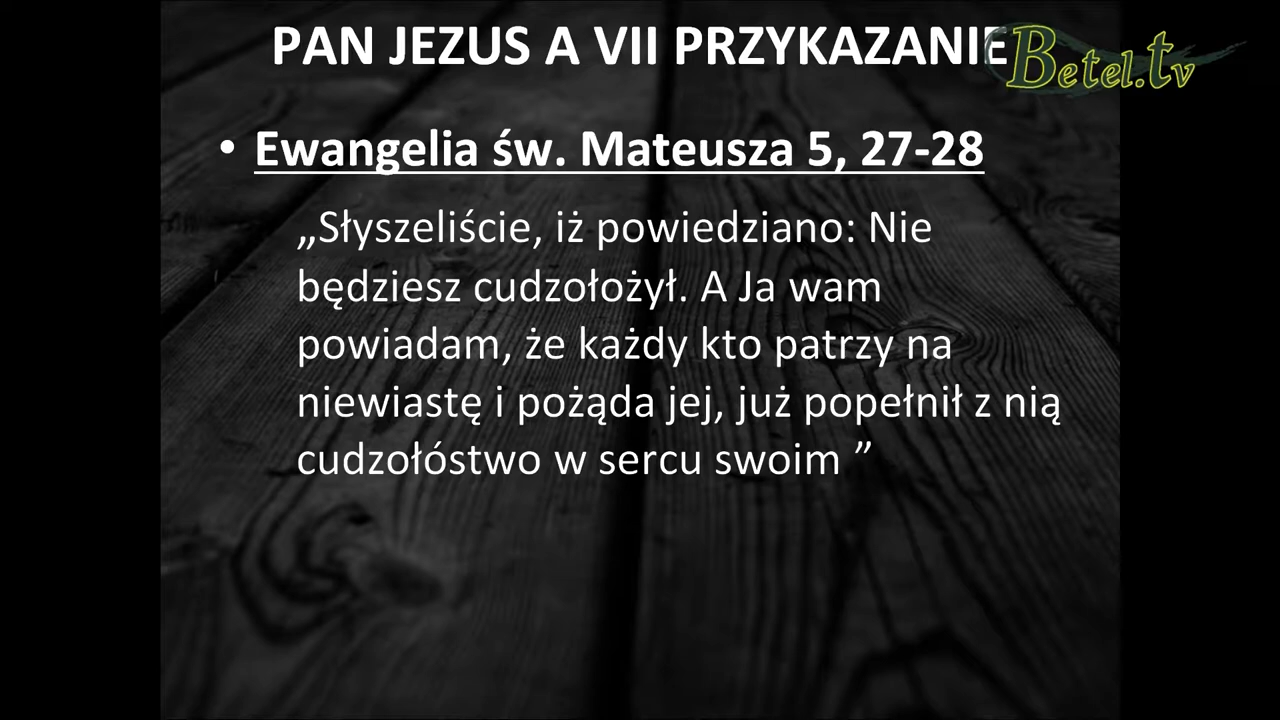 PAN JEZUS A VII PRZYKAZANIE
Betel.tv
• Ewangelia św. Mateusza 5, 27-28
„Słyszeliście, iż powiedziano: Nie
będziesz cudzołożył. A Ja wam
powiadam, że każdy kto patrzy na
niewiastę i pożąda jej, już popełnił z nią
cudzołóstwo w sercu swoim ”